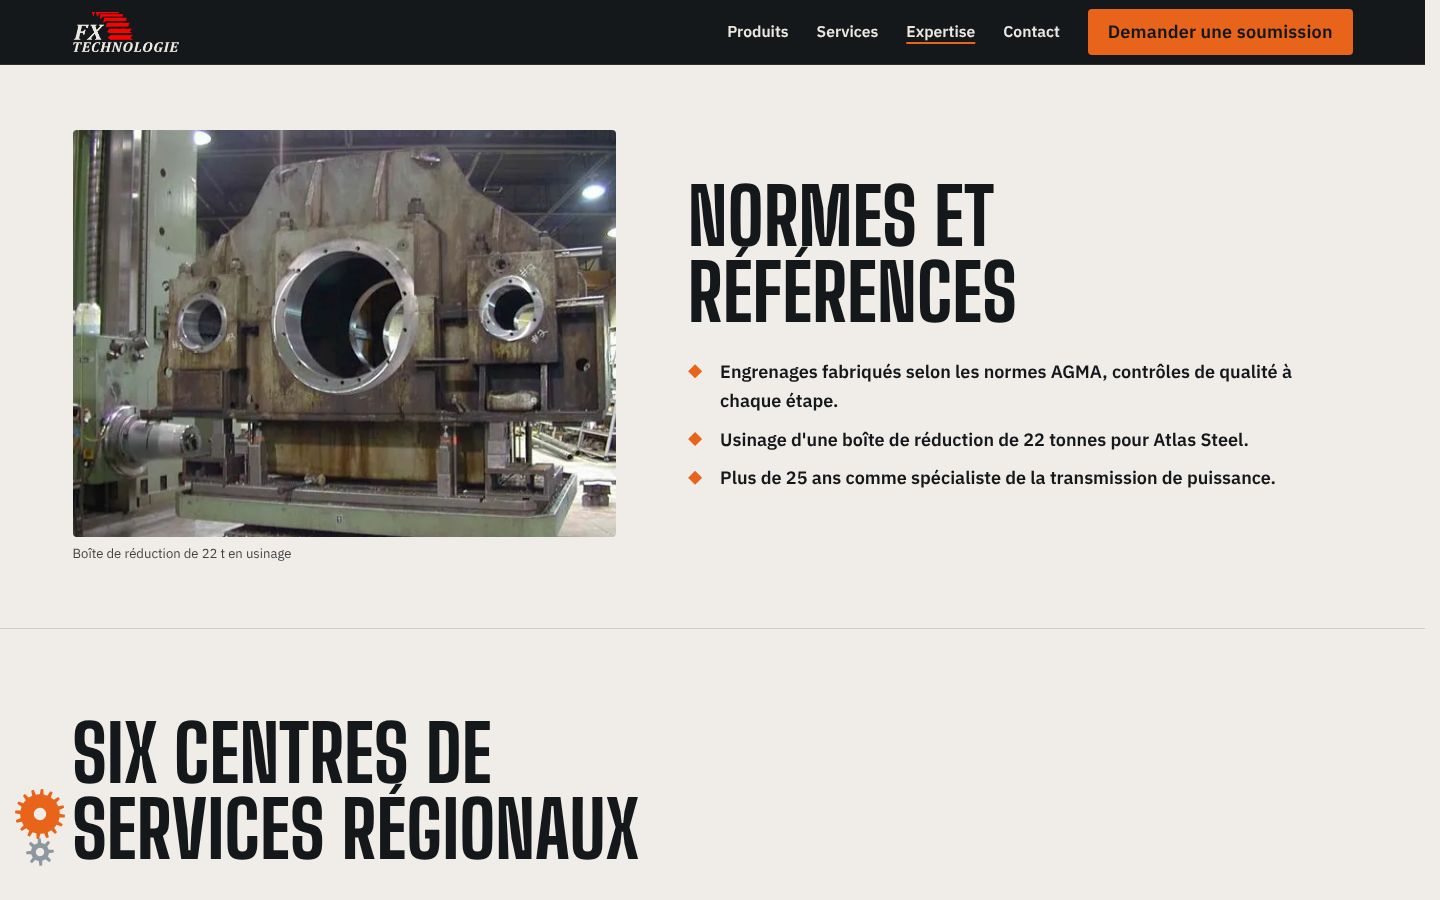 FX
TECHNOLOGIE
Produits
Services
Expertise
Contact
Demander une soumission
NORMES ET
RÉFÉRENCES
Engrenages fabriqués selon les normes AGMA, contrôles de qualité à
chaque étape.
Usinage d'une boîte de réduction de 22 tonnes pour Atlas Steel.
Plus de 25 ans comme spécialiste de la transmission de puissance.
Boîte de réduction de 22 t en usinage
SIX CENTRES DE
SERVICES RÉGIONAUX